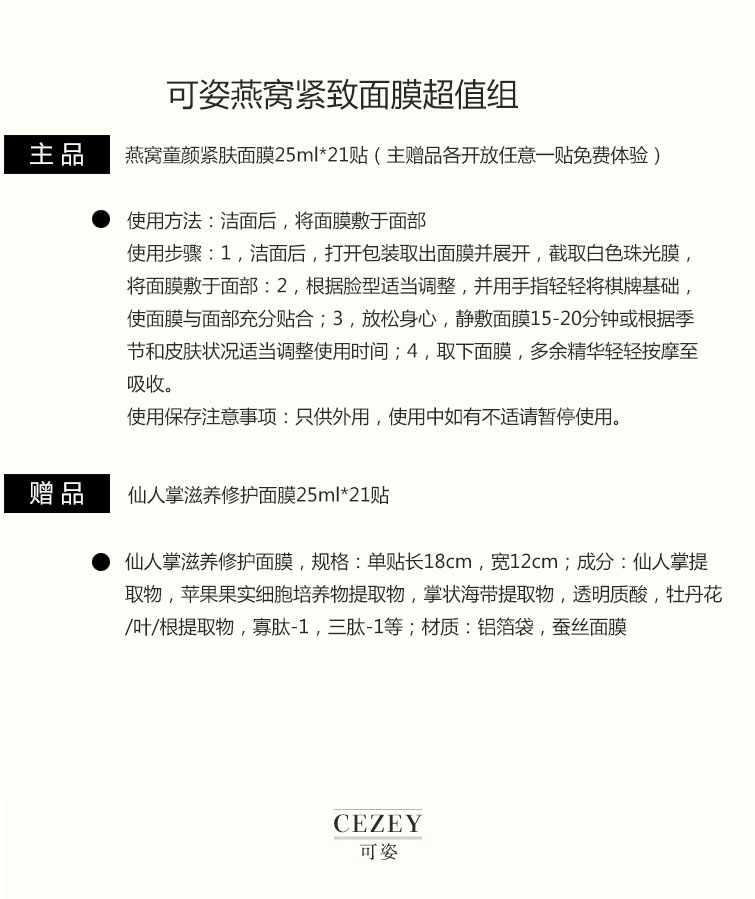 可姿燕窝紧致面膜超值组
主品
燕窝童颜紧肤面膜25ml*21贴（主赠品各开放任意一贴免费体验）
使用方法：洁面后，将面膜敷于面部
使用步骤：1，洁面后，打开包装取出面膜并展开，截取白色珠光膜，
将面膜敷于面部：2，根据脸型适当调整，并用手指轻轻将棋牌基础，
使面膜与面部充分贴合；3，放松身心，静敷面膜15-20分钟或根据季
节和皮肤状况适当调整使用时间；4，取下面膜，多余精华轻轻按摩至
吸收。
使用保存注意事项：只供外用，使用中如有不适请暂停使用。
赠品
仙人掌滋养修护面膜25ml*21贴
仙人掌滋养修护面膜，规格：单贴长18cm，宽12cm；成分：仙人掌提
取物，苹果果实细胞培养物提取物，掌状海带提取物，透明质酸，牡丹花
/叶/根提取物，寡肽-1，三肽-1等；材质：铝箔袋，蚕丝面膜
CEZEY
可姿